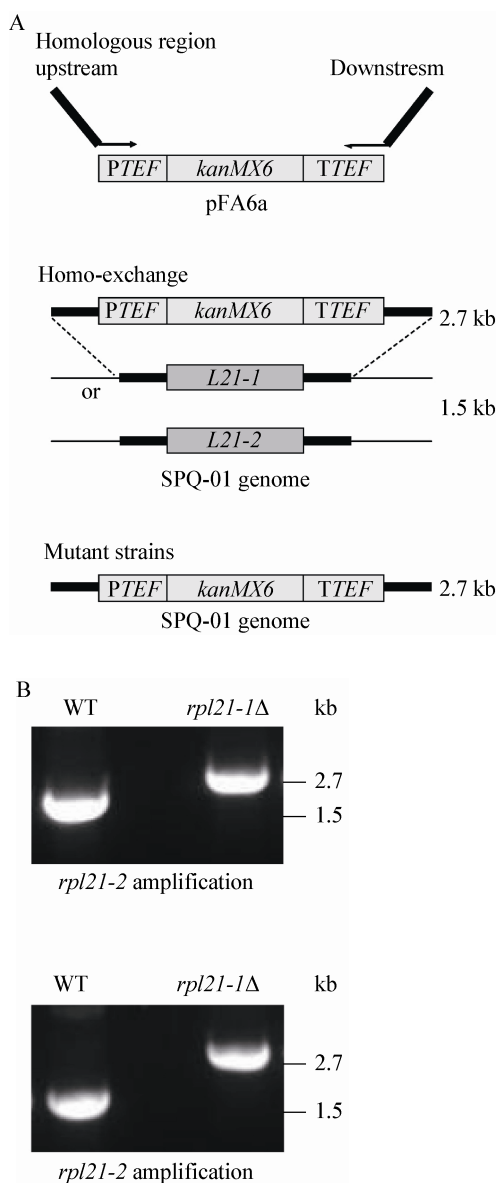 A
Homologous region
upstream
Downstresm
PTEF kanMX6 TTEF
pFA6a
Homo-exchange
PTEF kanMX6 TTEF
2.7 kb
L21-1
or
1.5 kb
L21-2
SPQ-01 genome
Mutant strains
PTEF kanMX6 TTEF
2.7 kb
SPQ-01 genome
B
WT rpl21-1Δ kb
2.7
1.5
rpl21-2 amplification
WT rpl21-1Δ kb
2.7
1.5
rpl21-2 amplification